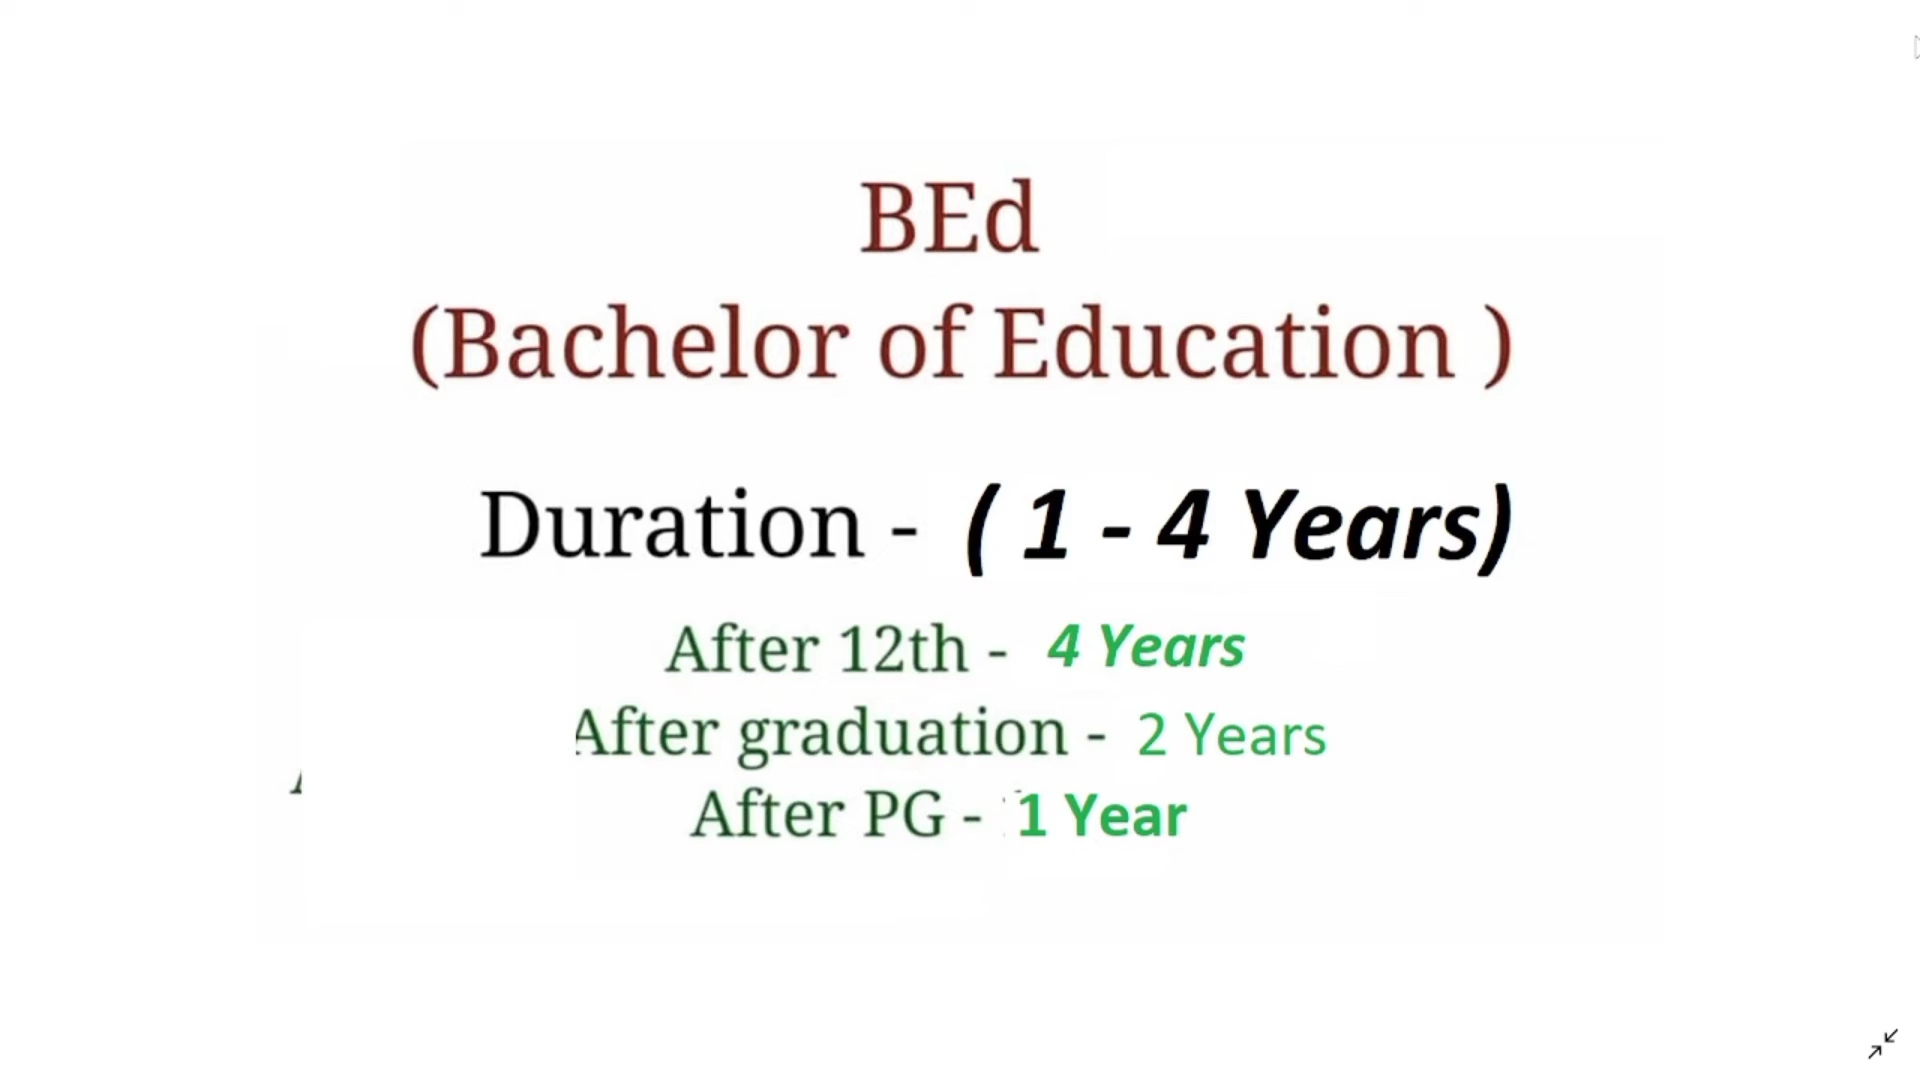 BEd
(Bachelor of Education )
Duration - ( 1 - 4 Years)
After 12th - 4 Years
After graduation - 2 Years
After PG - 1 Year